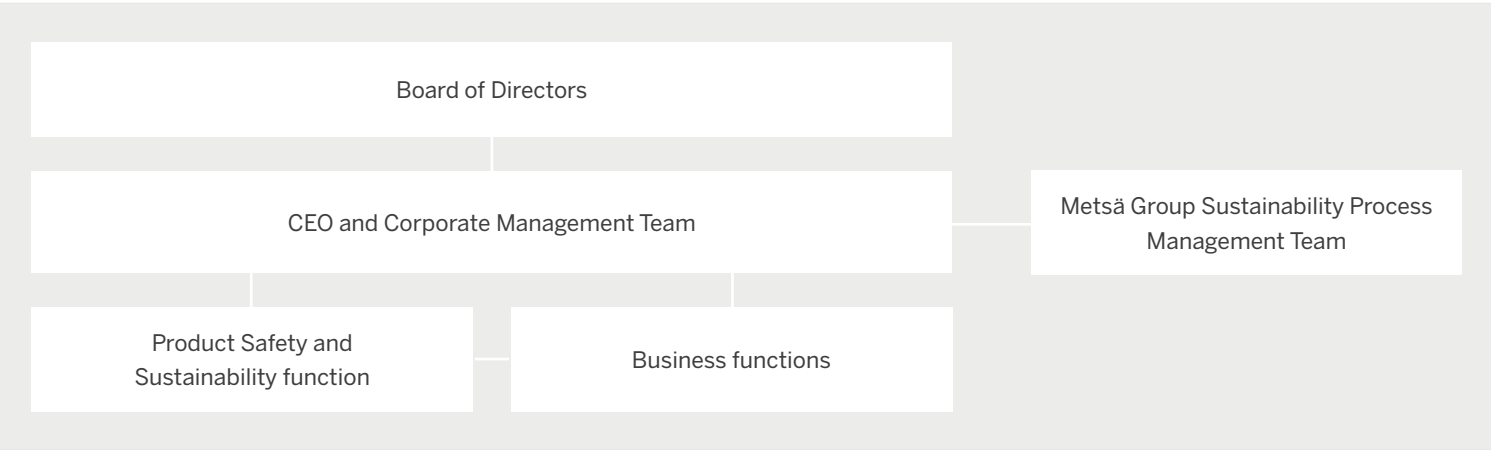 Board of Directors
CEO and Corporate Management Team
Metsä Group Sustainability Process
Management Team
Product Safety and
Sustainability function
Business functions